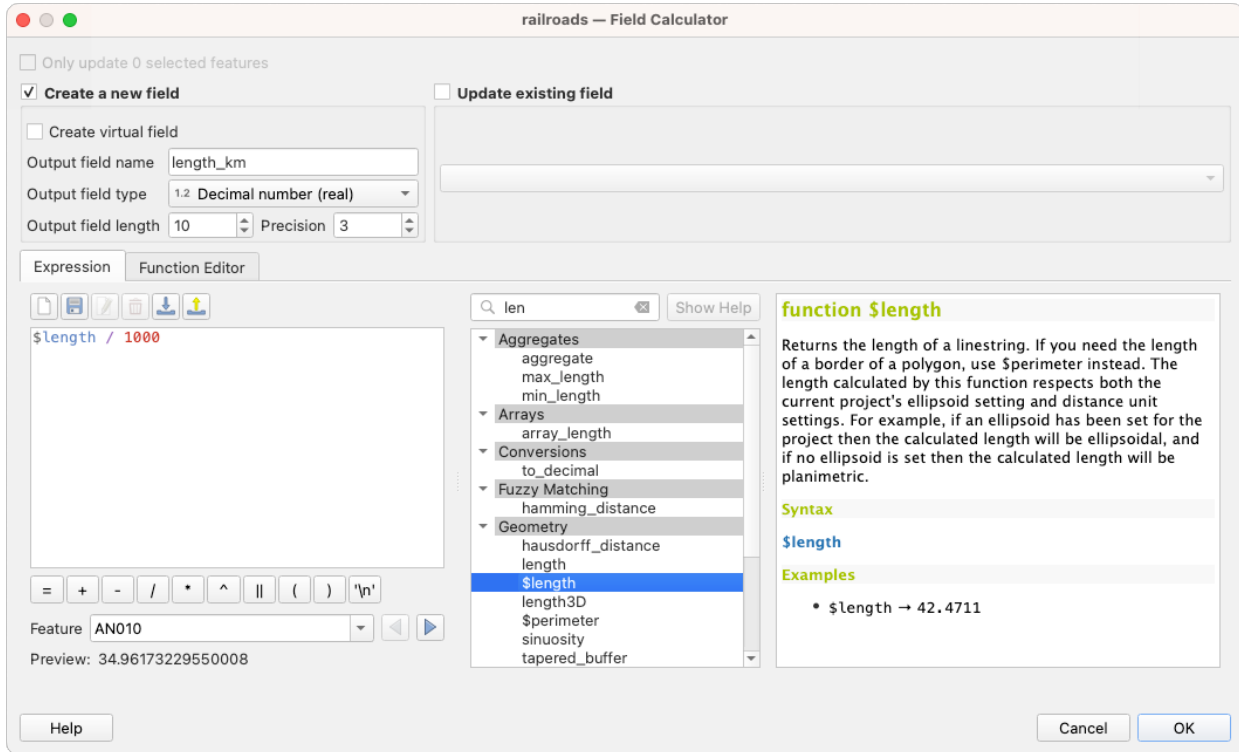 railroads — Field Calculator
Only update 0 selected features
Create a new field
Update existing field
Create virtual field
Output field name length_km
Output field type 1.2 Decimal number (real)
Output field length 10 Precision 3
Expression Function Editor
len Show Help
$length / 1000
Aggregates
aggregate
max_length
min_length
Arrays
array_length
Conversions
to_decimal
Fuzzy Matching
hamming_distance
Geometry
hausdorff_distance
length
$length
length3D
$perimeter
sinuosity
tapered_buffer
function $length
Returns the length of a linestring. If you need the length
of a border of a polygon, use $perimeter instead. The
length calculated by this function respects both the
current project's ellipsoid setting and distance unit
settings. For example, if an ellipsoid has been set for the
project then the calculated length will be ellipsoidal, and
if no ellipsoid is set then the calculated length will be
planimetric.
Syntax
$length
Examples
• $length → 42.4711
= + - / * ^ || ( ) '\n'
Feature AN010
Preview: 34.96173229550008
Help Cancel OK